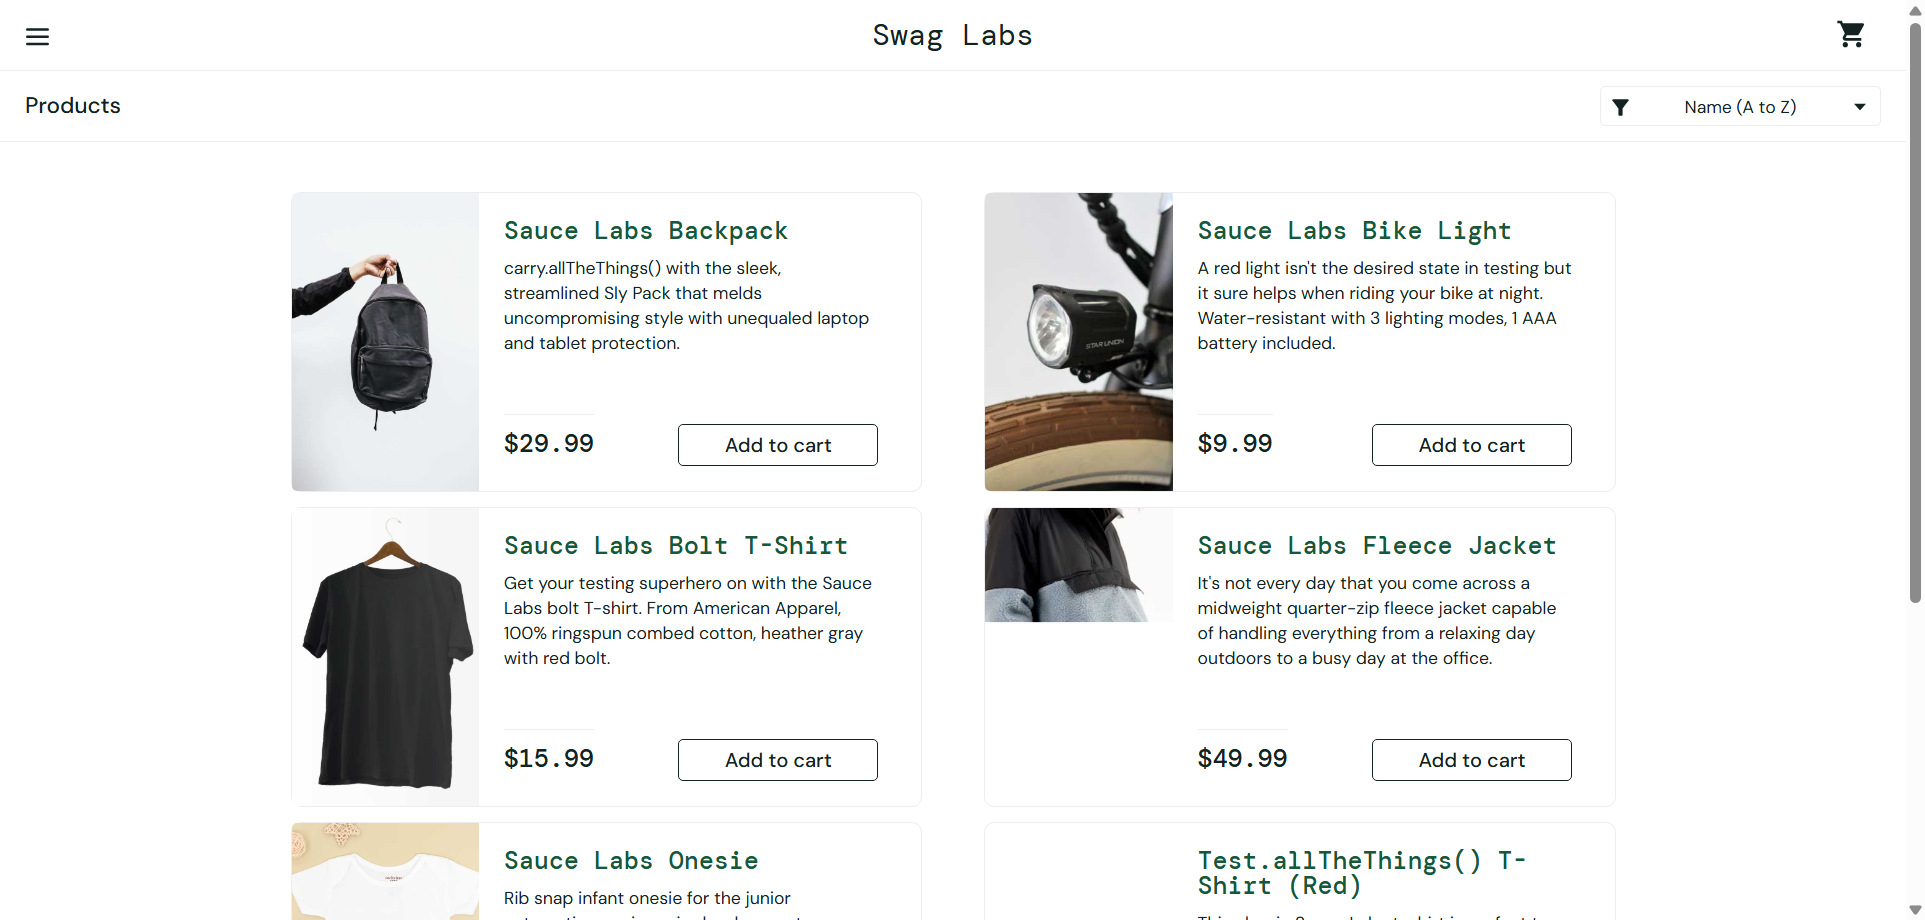 Swag Labs
Products
Name (A to Z)
Sauce Labs Backpack
carry.allTheThings() with the sleek,
streamlined Sly Pack that melds
uncompromising style with unequaled laptop
and tablet protection.
$29.99
Add to cart
Sauce Labs Bike Light
A red light isn't the desired state in testing but
it sure helps when riding your bike at night.
Water-resistant with 3 lighting modes, 1 AAA
battery included.
STAR UNION
$9.99
Add to cart
Sauce Labs Bolt T-Shirt
Get your testing superhero on with the Sauce
Labs bolt T-shirt. From American Apparel,
100% ringspun combed cotton, heather gray
with red bolt.
$15.99
Add to cart
Sauce Labs Fleece Jacket
It's not every day that you come across a
midweight quarter-zip fleece jacket capable
of handling everything from a relaxing day
outdoors to a busy day at the office.
$49.99
Add to cart
Sauce Labs Onesie
Rib snap infant onesie for the junior
Test.allTheThings() T-
Shirt (Red)